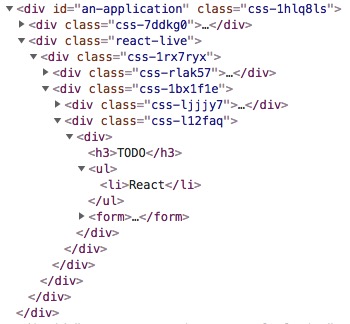 <div id="an-application" class="css-1hlq8ls">
<div class="css-7ddkg0">…</div>
<div class="react-live">
<div class="css-1rx7ryx">
<div class="css-rlak57">…</div>
<div class="css-1bx1f1e">
<div class="css-ljjjy7">…</div>
<div class="css-l12faq">
<div>
<h3>TODO</h3>
<ul>
<li>React</li>
</ul>
<form>…</form>
</div>
</div>
</div>
</div>
</div>
</div>